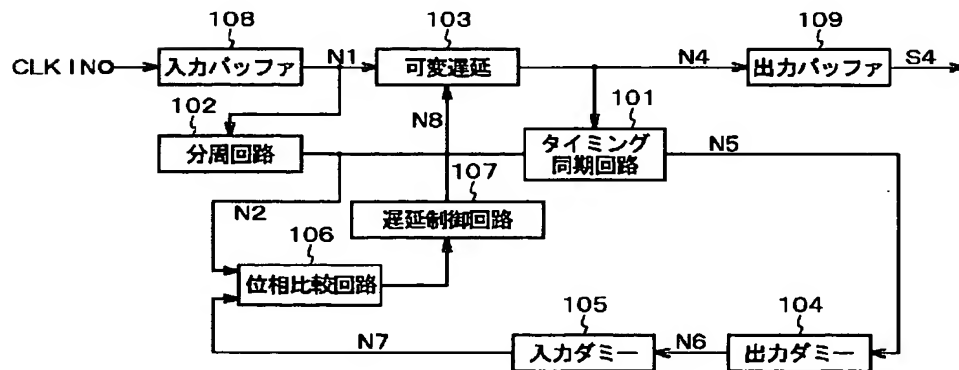 108
103
109
CLK IN0
入力バッファ
N1
可変遅延
N4
出力バッファ
S4
102
N8
101
分周回路
タイミング
同期回路
N5
107
N2
遅延制御回路
106
位相比較回路
105
104
N7
入力ダミー
N6
出力ダミー